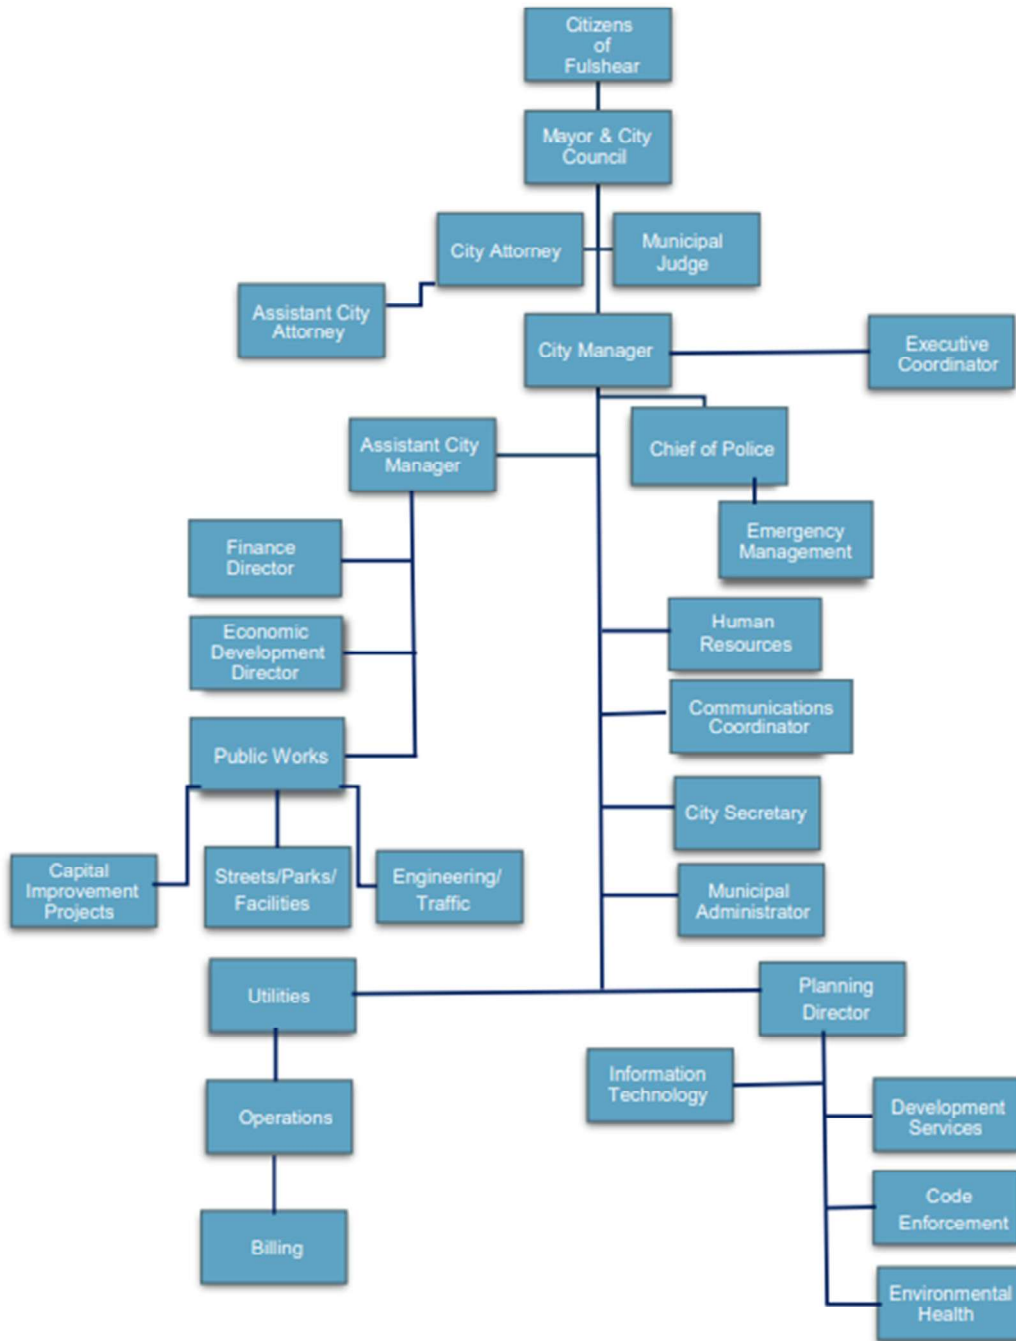 Citizens
of
Fulshear
Mayor & City
Council
City Attorney
Municipal
Judge
Assistant City
Attorney
City Manager
Executive
Coordinator
Assistant City
Manager
Chief of Police
Emergency
Management
Finance
Director
Economic
Development
Director
Public Works
Human
Resources
Communications
Coordinator
City Secretary
Municipal
Administrator
Capital
Improvement
Projects
Streets/Parks/
Facilities
Engineering/
Traffic
Utilities
Planning
Director
Operations
Billing
Information
Technology
Development
Services
Code
Enforcement
Environmental
Health